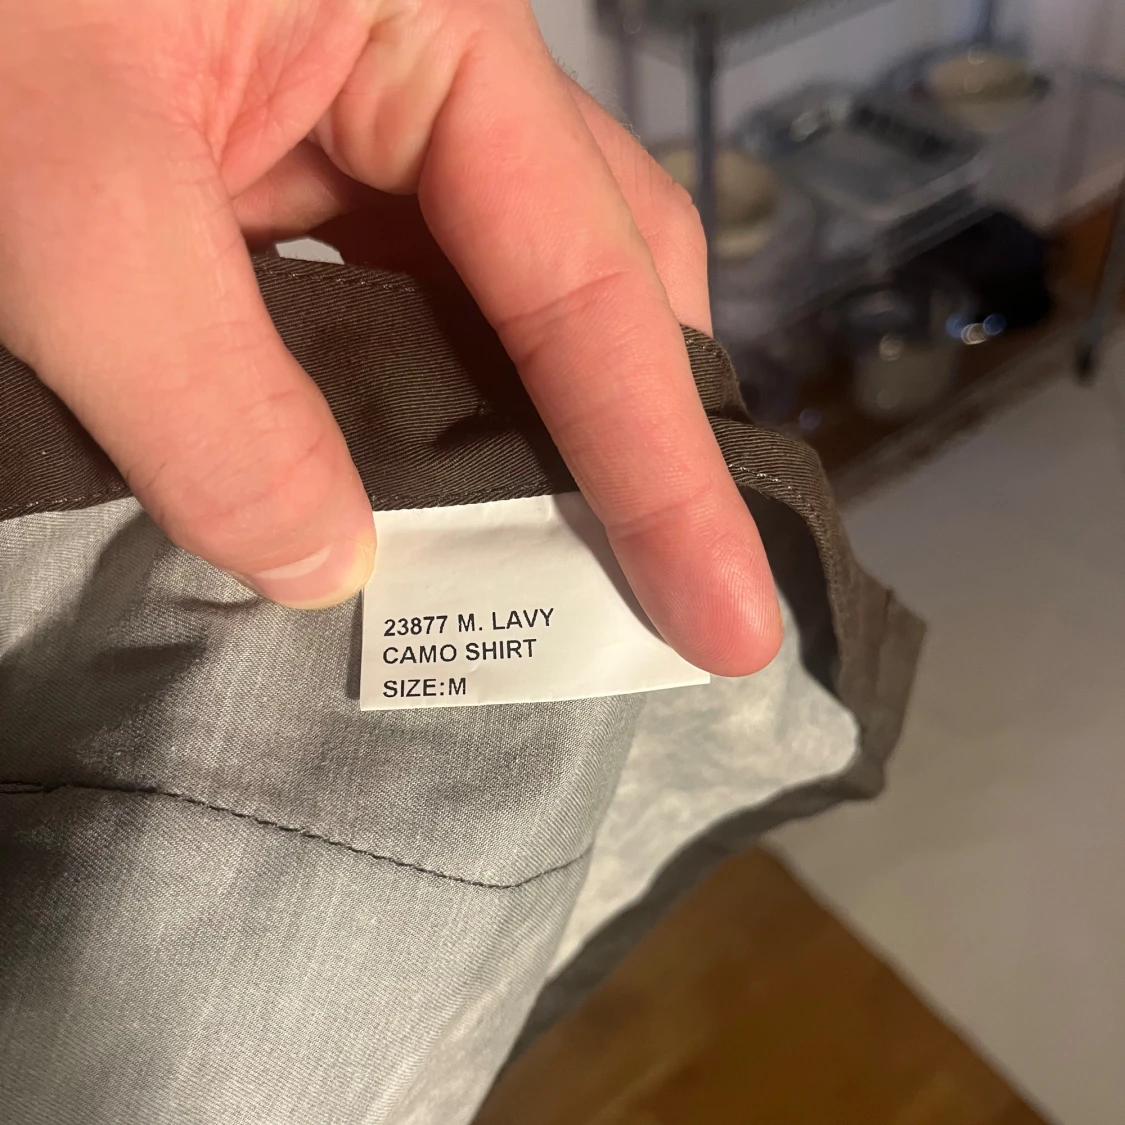 23877 M. LAVY
CAMO SHIRT
SIZE:M